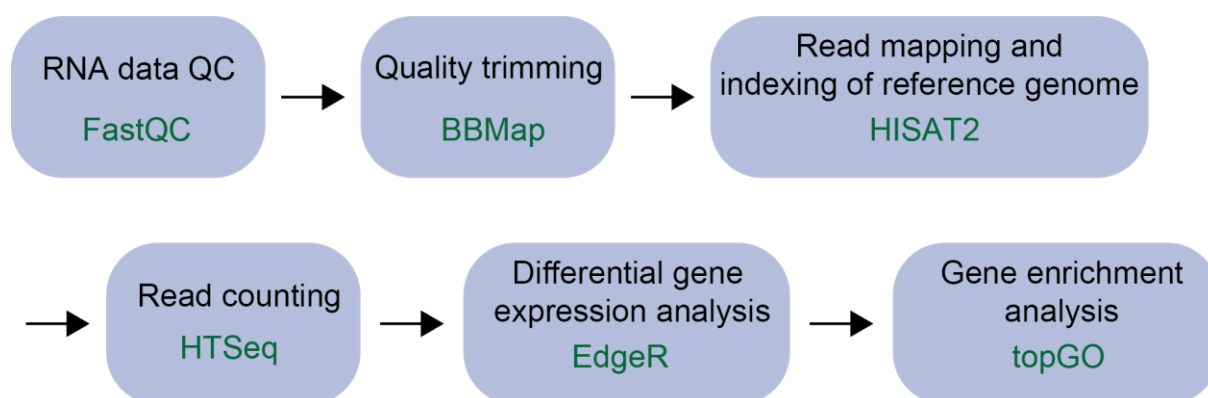 RNA data QC
FastQC
Quality trimming
BBMap
Read mapping and
indexing of reference genome
HISAT2
Read counting
HTSeq
Differential gene
expression analysis
EdgeR
Gene enrichment
analysis
topGO